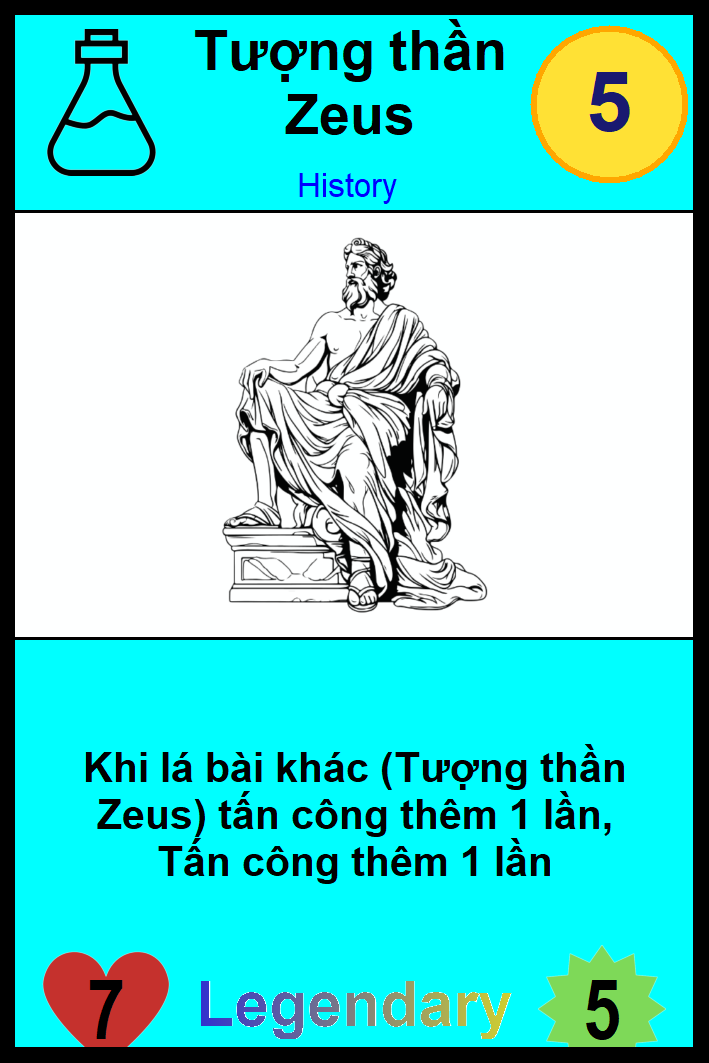 Tượng thần
Zeus
5
History
Khi lá bài khác (Tượng thần
Zeus) tấn công thêm 1 lần,
Tấn công thêm 1 lần
7
Legendary
5